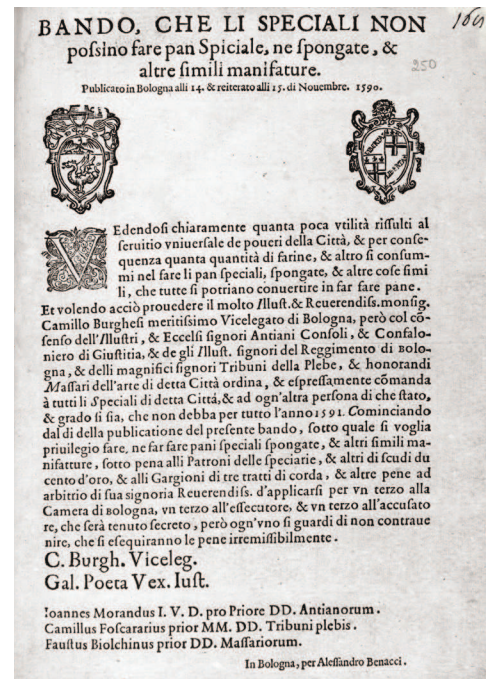 BANDO, CHE LI SPECIALI NON
possino fare pan Spiciale, ne spongate, &
altre simili manifature.
Publicato in Bologna alli 14. & reiterato alli 15. di Nouembre. 1590.
250
VEdendosi chiaramente quanta poca vtilità rissulti al
seruitio vniuersale de poueri della Città, & per conse-
quenza quanta quantità di farine, & altro si consum-
mi nel fare li pan speciali, spongate, & altre cose simi
li, che tutte si potriano conuertire in far fare pane.
Et volendo acciò prouedere il molto Illust. & Reuerendiss. monsig.
Camillo Burghesi meritissimo Vicelegato di Bologna, però col cō-
senso dell'Illustri, & Eccelsi signori Antiani Consoli, & Confalo-
niero di Giustitia, & de gli Illust. signori del Reggimento di Bolo-
gna, & delli magnifici signori Tribuni della Plebe, & honorandi
Massari dell'arte di detta Città ordina, & espressamente cōmanda
à tutti li Speciali di detta Città, & ad ogn'altra persona di che stato,
& grado si sia, che non debba per tutto l'anno 1591. Cominciando
dal di della publicatione del presente bando, sotto quale si voglia
priuilegio fare, ne far fare pani speciali spongate, & altri simili ma-
nifatture, sotto pena alli Patroni delle speciarie, & altri di scudi du
cento d'oro, & alli Gargioni di tre tratti di corda, & altre pene ad
arbitrio di sua signoria Reuerendiss. d'applicarsi per vn terzo alla
Camera di Bologna, vn terzo all'essecutore, & vn terzo all'accusato
re, che serà tenuto secreto, però ogn'vno si guardi di non contraue
nire, che si esequiranno le pene irremissibilmente.
C. Burgh. Viceleg.
Gal. Poeta Vex. Iust.
Ioannes Morandus I. V. D. pro Priore DD. Antianorum.
Camillus Foscararius prior MM. DD. Tribuni plebis.
Faustus Biolchinus prior DD. Massariorum.
In Bologna, per Alessandro Benacci.